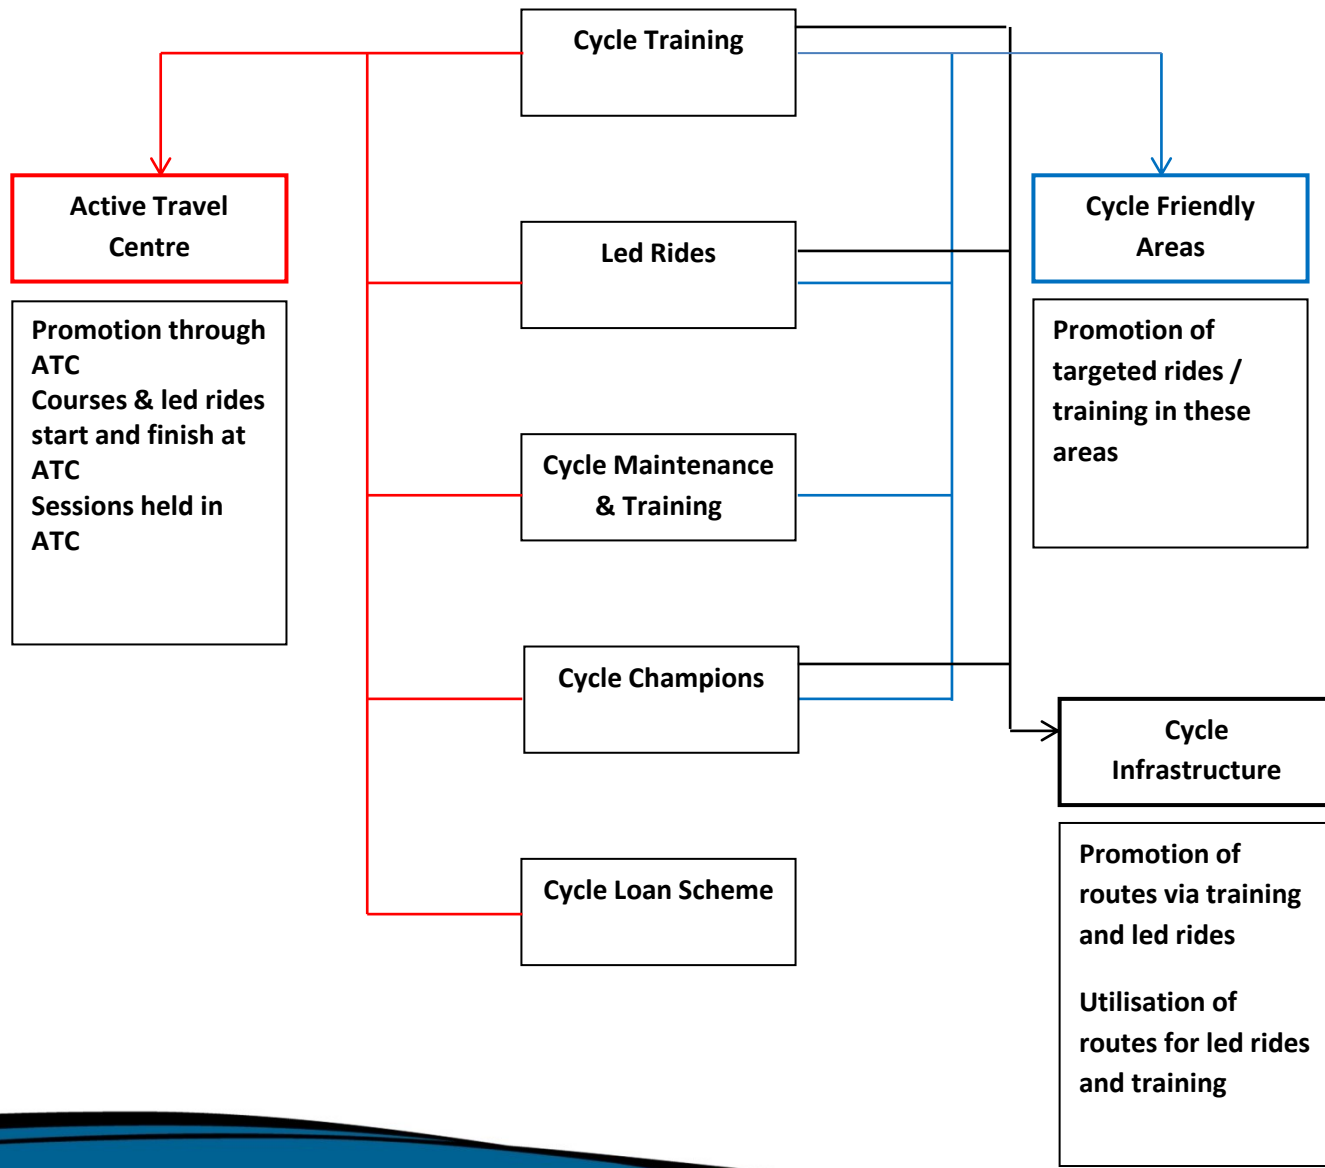 Cycle Training
Active Travel
Centre
Cycle Friendly
Areas
Led Rides
Promotion through
ATC
Courses & led rides
start and finish at
ATC
Sessions held in
ATC
Promotion of
targeted rides /
training in these
areas
Cycle Maintenance
& Training
Cycle Champions
Cycle
Infrastructure
Cycle Loan Scheme
Promotion of
routes via training
and led rides
Utilisation of
routes for led rides
and training